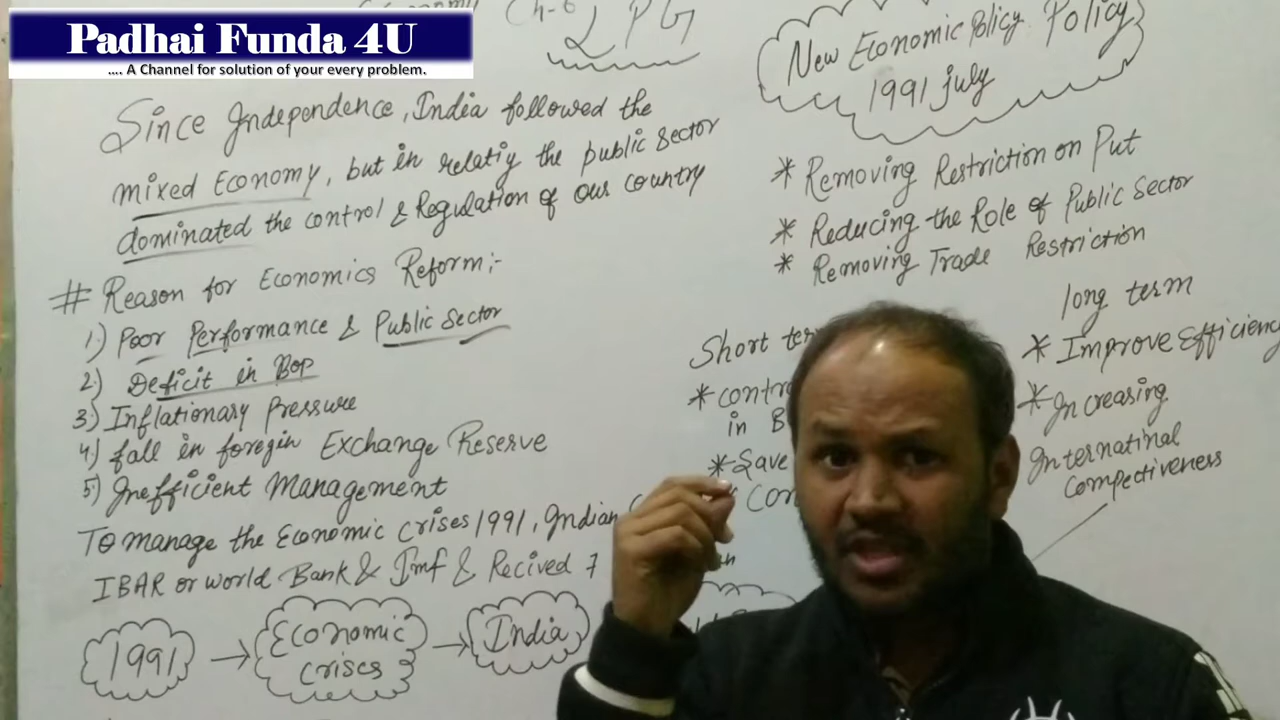 Padhai Funda 4U
.... A Channel for solution of your every problem.
LPG
Since Independence, India followed the
mixed Economy, but in relatiy the public Sector
dominated the control & Regulation of our country
# Reason for Economics Reform:-
1) Poor Performance & Public Sector
2) Deficit in BOP
3) Inflationary Pressure
4) fall in foregin Exchange Reserve
5) Inefficient Management
To manage the Economic crises 1991, Indian
IBAR or world Bank & Imf & Recived 7
1991 → Economic crises → India
New Economic Policy Policy
1991 july
* Removing Restriction on Put
* Reducing the Role of Public Sector
* Removing Trade Restriction
Short
*
in
* Save
long term
* Improve Efficiency
* Increasing
Internatinal
Compectiveness